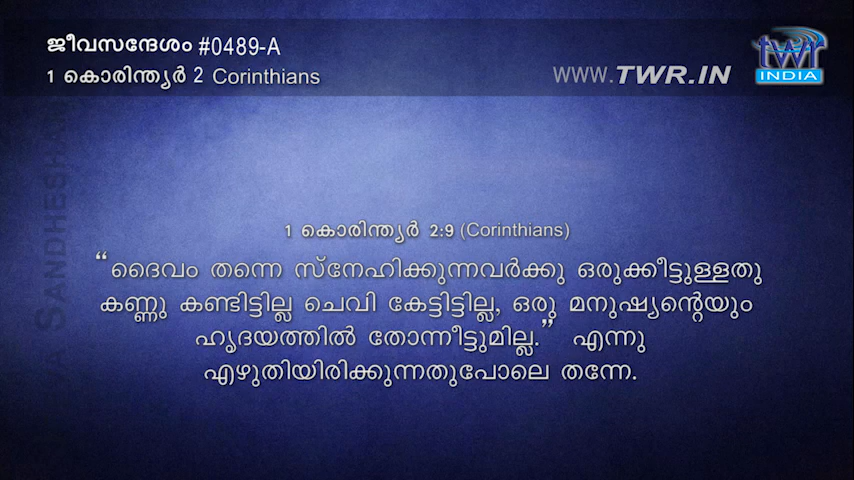 ജീവസന്ദേശം #0489-A
1 കൊരിന്ത്യർ 2 Corinthians
WWW.TWR.IN
twr
INDIA
SANDHESHA
1 കൊരിന്ത്യർ 2:9 (Corinthians)
“ദൈവം തന്നെ സ്നേഹിക്കുന്നവർക്കു ഒരുക്കീട്ടുള്ളതു
കണ്ണു കണ്ടിട്ടില്ല ചെവി കേട്ടിട്ടില്ല, ഒരു മനുഷ്യന്റെയും
ഹൃദയത്തിൽ തോന്നീട്ടുമില്ല.” എന്നു
എഴുതിയിരിക്കുന്നതുപോലെ തന്നേ.